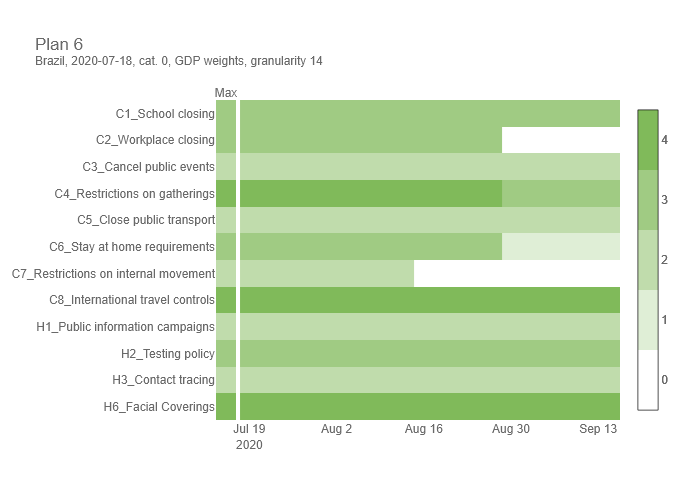 Plan 6
Brazil, 2020-07-18, cat. 0, GDP weights, granularity 14
Max
C1_School closing
C2_Workplace closing
C3_Cancel public events
C4_Restrictions on gatherings
C5_Close public transport
C6_Stay at home requirements
C7_Restrictions on internal movement
C8_International travel controls
H1_Public information campaigns
H2_Testing policy
H3_Contact tracing
H6_Facial Coverings
Jul 19 Aug 2 Aug 16 Aug 30 Sep 13
2020
4
3
2
1
0